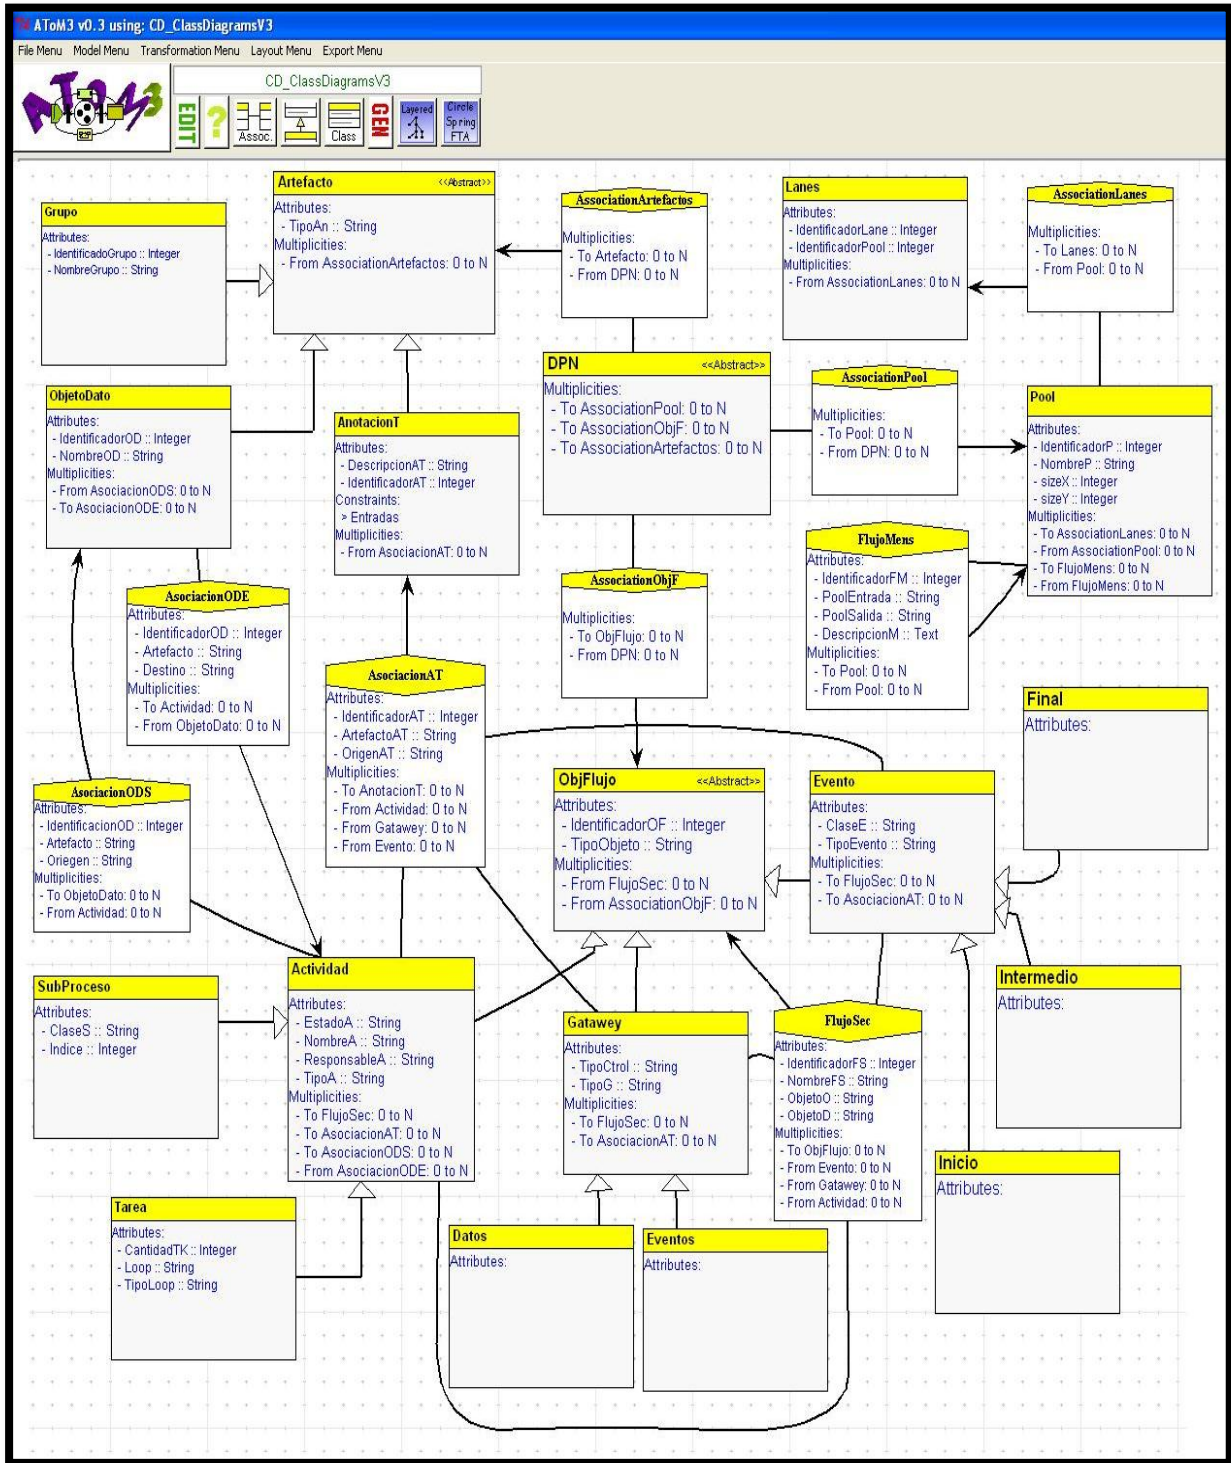 AToM3 v0.3 using: CD_ClassDiagramsV3
File Menu Model Menu Transformation Menu Layout Menu Export Menu
AToM3
CD_ClassDiagramsV3
EDIT
?
Assoc.
Class
GEN
Layered
Circle
Spring
FTA
Grupo
Attributes:
- IdentificadoGrupo :: Integer
- NombreGrupo :: String
Artefacto <<Abstract>>
Attributes:
- TipoAn :: String
Multiplicities:
- From AssociationArtefactos: 0 to N
AssociationArtefactos
Multiplicities:
- To Artefacto: 0 to N
- From DPN: 0 to N
Lanes
Attributes:
- IdentificadorLane :: Integer
- IdentificadorPool :: Integer
Multiplicities:
- From AssociationLanes: 0 to N
AssociationLanes
Multiplicities:
- To Lanes: 0 to N
- From Pool: 0 to N
ObjetoDato
Attributes:
- IdentificadorOD :: Integer
- NombreOD :: String
Multiplicities:
- From AsociacionODS: 0 to N
- To AsociacionODE: 0 to N
AnotacionT
Attributes:
- DescripcionAT :: String
- IdentificadorAT :: Integer
Constraints:
> Entradas
Multiplicities:
- From AsociacionAT: 0 to N
DPN <<Abstract>>
Multiplicities:
- To AssociationPool: 0 to N
- To AssociationObjF: 0 to N
- To AssociationArtefactos: 0 to N
AssociationPool
Multiplicities:
- To Pool: 0 to N
- From DPN: 0 to N
Pool
Attributes:
- IdentificadorP :: Integer
- NombreP :: String
- sizeX :: Integer
- sizeY :: Integer
Multiplicities:
- To AssociationLanes: 0 to N
- From AssociationPool: 0 to N
- To FlujoMens: 0 to N
- From FlujoMens: 0 to N
FlujoMens
Attributes:
- IdentificadorFM :: Integer
- PoolEntrada :: String
- PoolSalida :: String
- DescripcionM :: Text
Multiplicities:
- To Pool: 0 to N
- From Pool: 0 to N
AsociacionODE
Attributes:
- IdentificadorOD :: Integer
- Artefacto :: String
- Destino :: String
Multiplicities:
- To Actividad: 0 to N
- From ObjetoDato: 0 to N
AssociationObjF
Multiplicities:
- To ObjFlujo: 0 to N
- From DPN: 0 to N
AsociacionAT
Attributes:
- IdentificadorAT :: Integer
- ArtefactoAT :: String
- OrigenAT :: String
Multiplicities:
- To AnotacionT: 0 to N
- From Actividad: 0 to N
- From Gatawey: 0 to N
- From Evento: 0 to N
Final
Attributes:
AsociacionODS
Attributes:
- IdentificacionOD :: Integer
- Artefacto :: String
- Oriegen :: String
Multiplicities:
- To ObjetoDato: 0 to N
- From Actividad: 0 to N
ObjFlujo <<Abstract>>
Attributes:
- IdentificadorOF :: Integer
- TipoObjeto :: String
Multiplicities:
- From FlujoSec: 0 to N
- From AssociationObjF: 0 to N
Evento
Attributes:
- ClaseE :: String
- TipoEvento :: String
Multiplicities:
- To FlujoSec: 0 to N
- To AsociacionAT: 0 to N
SubProceso
Attributes:
- ClaseS :: String
- Indice :: Integer
Actividad
Attributes:
- EstadoA :: String
- NombreA :: String
- ResponsableA :: String
- TipoA :: String
Multiplicities:
- To FlujoSec: 0 to N
- To AsociacionAT: 0 to N
- To AsociacionODS: 0 to N
- From AsociacionODE: 0 to N
Gatawey
Attributes:
- TipoCtrol :: String
- TipoG :: String
Multiplicities:
- To FlujoSec: 0 to N
- To AsociacionAT: 0 to N
FlujoSec
Attributes:
- IdentificadorFS :: Integer
- NombreFS :: String
- ObjetoO :: String
- ObjetoD :: String
Multiplicities:
- To ObjFlujo: 0 to N
- From Evento: 0 to N
- From Gatawey: 0 to N
- From Actividad: 0 to N
Intermedio
Attributes:
Inicio
Attributes:
Tarea
Attributes:
- CantidadTK :: Integer
- Loop :: String
- TipoLoop :: String
Datos
Attributes:
Eventos
Attributes: